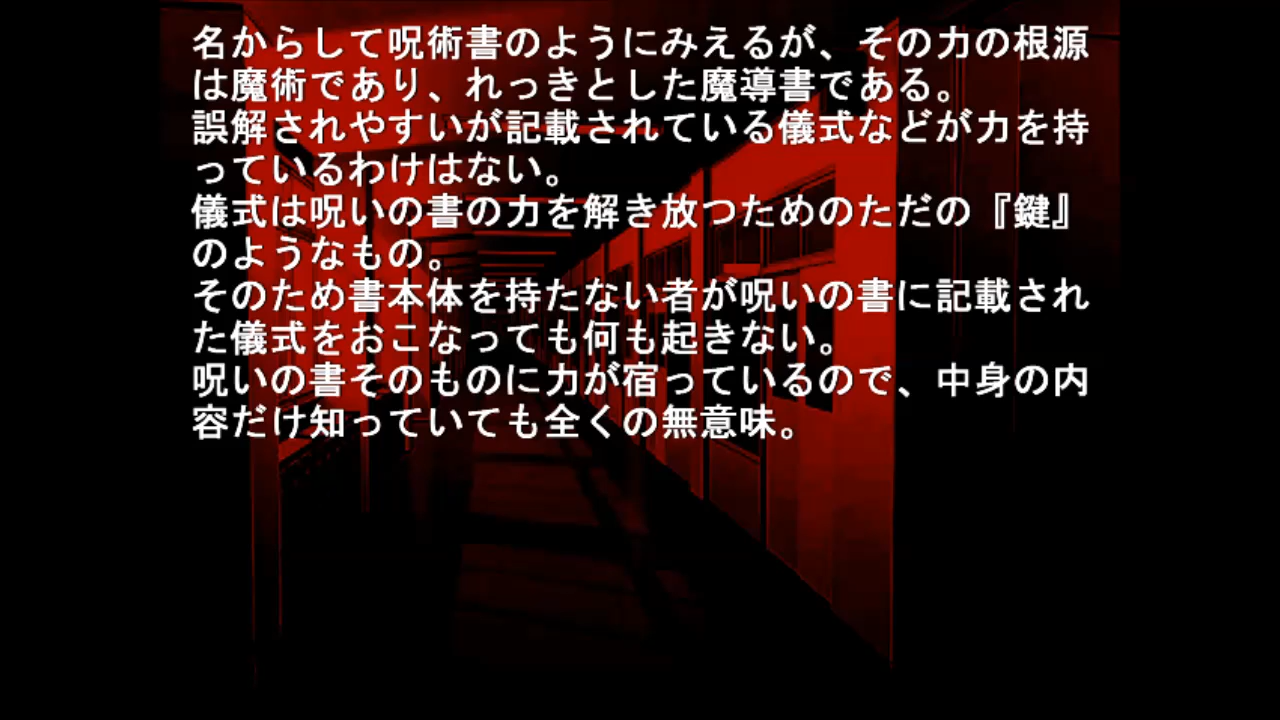 名からして呪術書のようにみえるが、その力の根源
は魔術であり、れっきとした魔導書である。
誤解されやすいが記載されている儀式などが力を持
っているわけはない。
儀式は呪いの書の力を解き放つためのただの『鍵』
のようなもの。
そのため書本体を持たない者が呪いの書に記載され
た儀式をおこなっても何も起きない。
呪いの書そのものに力が宿っているので、中身の内
容だけ知っていても全くの無意味。